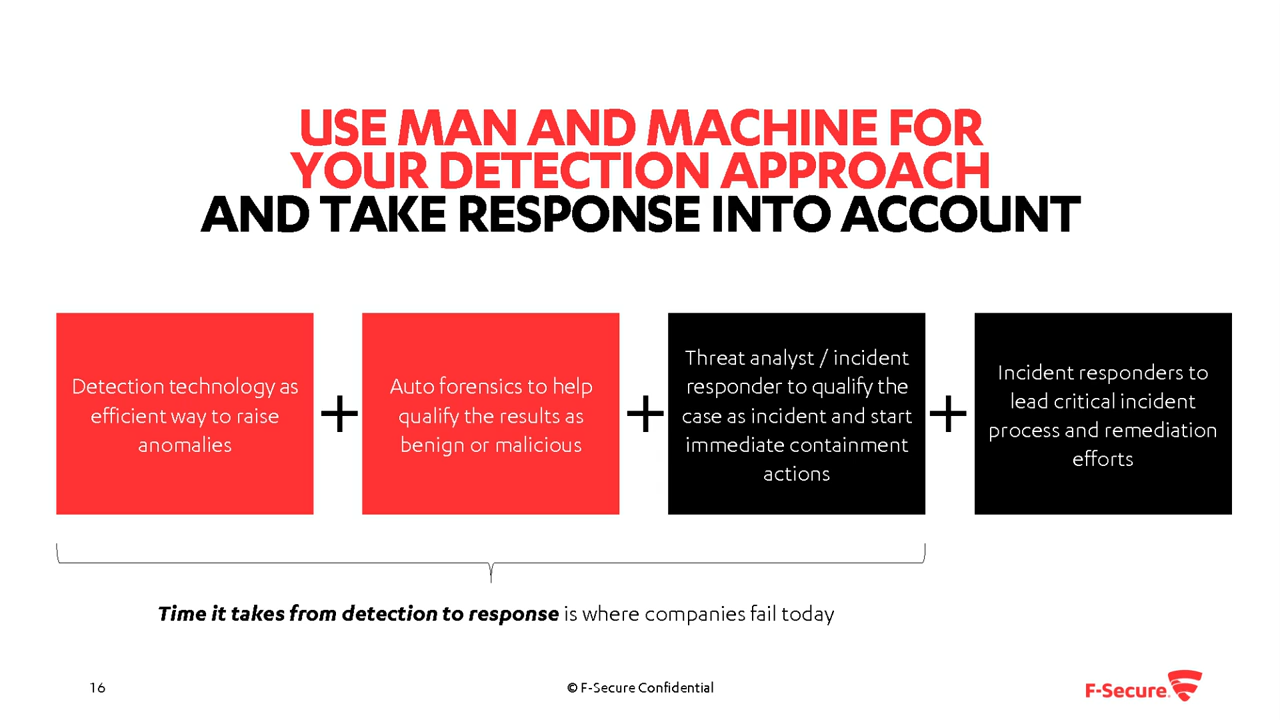 USE MAN AND MACHINE FOR
YOUR DETECTION APPROACH
AND TAKE RESPONSE INTO ACCOUNT
Detection technology as
efficient way to raise
anomalies
+
Auto forensics to help
qualify the results as
benign or malicious
+
Threat analyst / incident
responder to qualify the
case as incident and start
immediate containment
actions
+
Incident responders to
lead critical incident
process and remediation
efforts
Time it takes from detection to response is where companies fail today
16
© F-Secure Confidential
F-Secure.